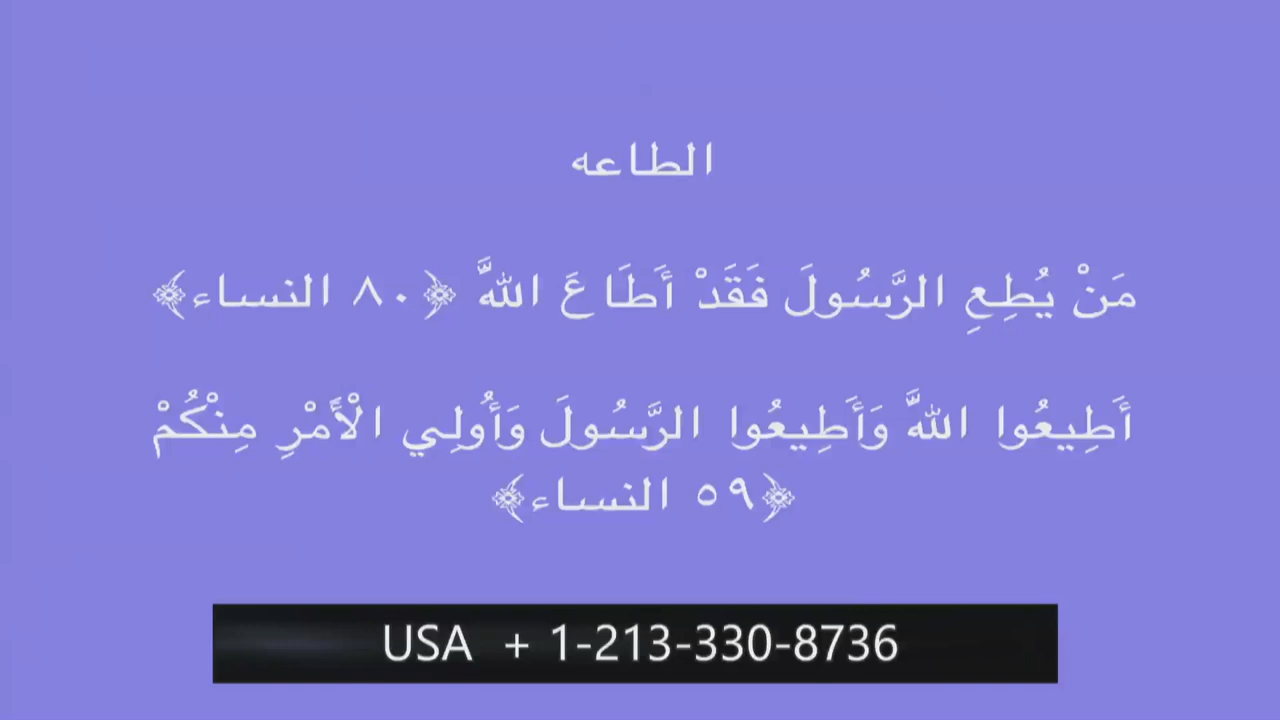 الطاعه
مَنْ يُطِعِ الرَّسُولَ فَقَدْ أَطَاعَ اللَّهَ ﴿٨٠ النساء﴾
أَطِيعُوا اللَّهَ وَأَطِيعُوا الرَّسُولَ وَأُولِي الْأَمْرِ مِنْكُمْ
﴿٥٩ النساء﴾
USA + 1-213-330-8736